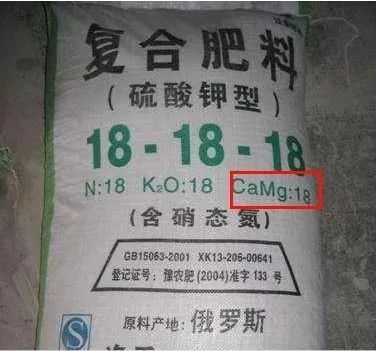 复合肥料
（硫酸钾型）
18-18-18
N:18 K₂O:18 CaMg:18
（含硝态氮）
GB15063-2001 XK13-206-00641
登记证号：豫农肥(2004)准字133号
原料产地：俄罗斯